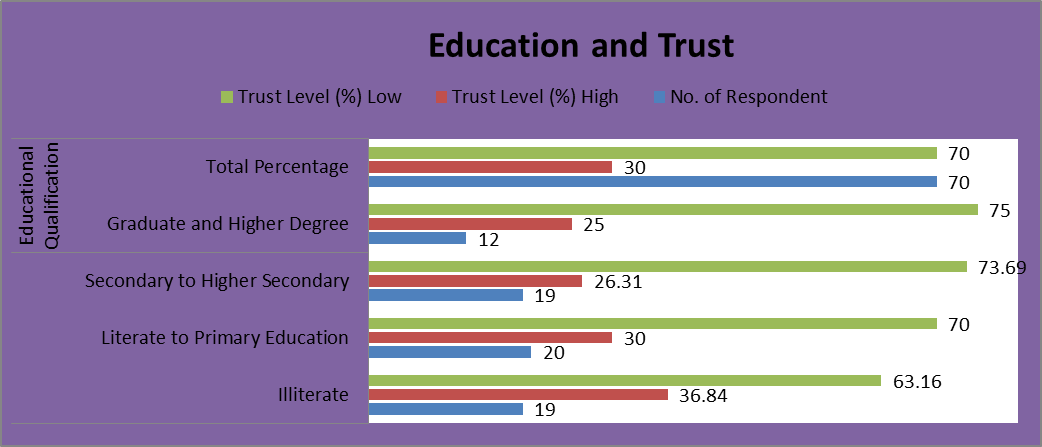 Education and Trust
Trust Level (%) Low Trust Level (%) High No. of Respondent
Educational
Qualification
Total Percentage 70
30
70
Graduate and Higher Degree 75
25
12
Secondary to Higher Secondary 73.69
26.31
19
Literate to Primary Education 70
30
20
Illiterate 63.16
36.84
19